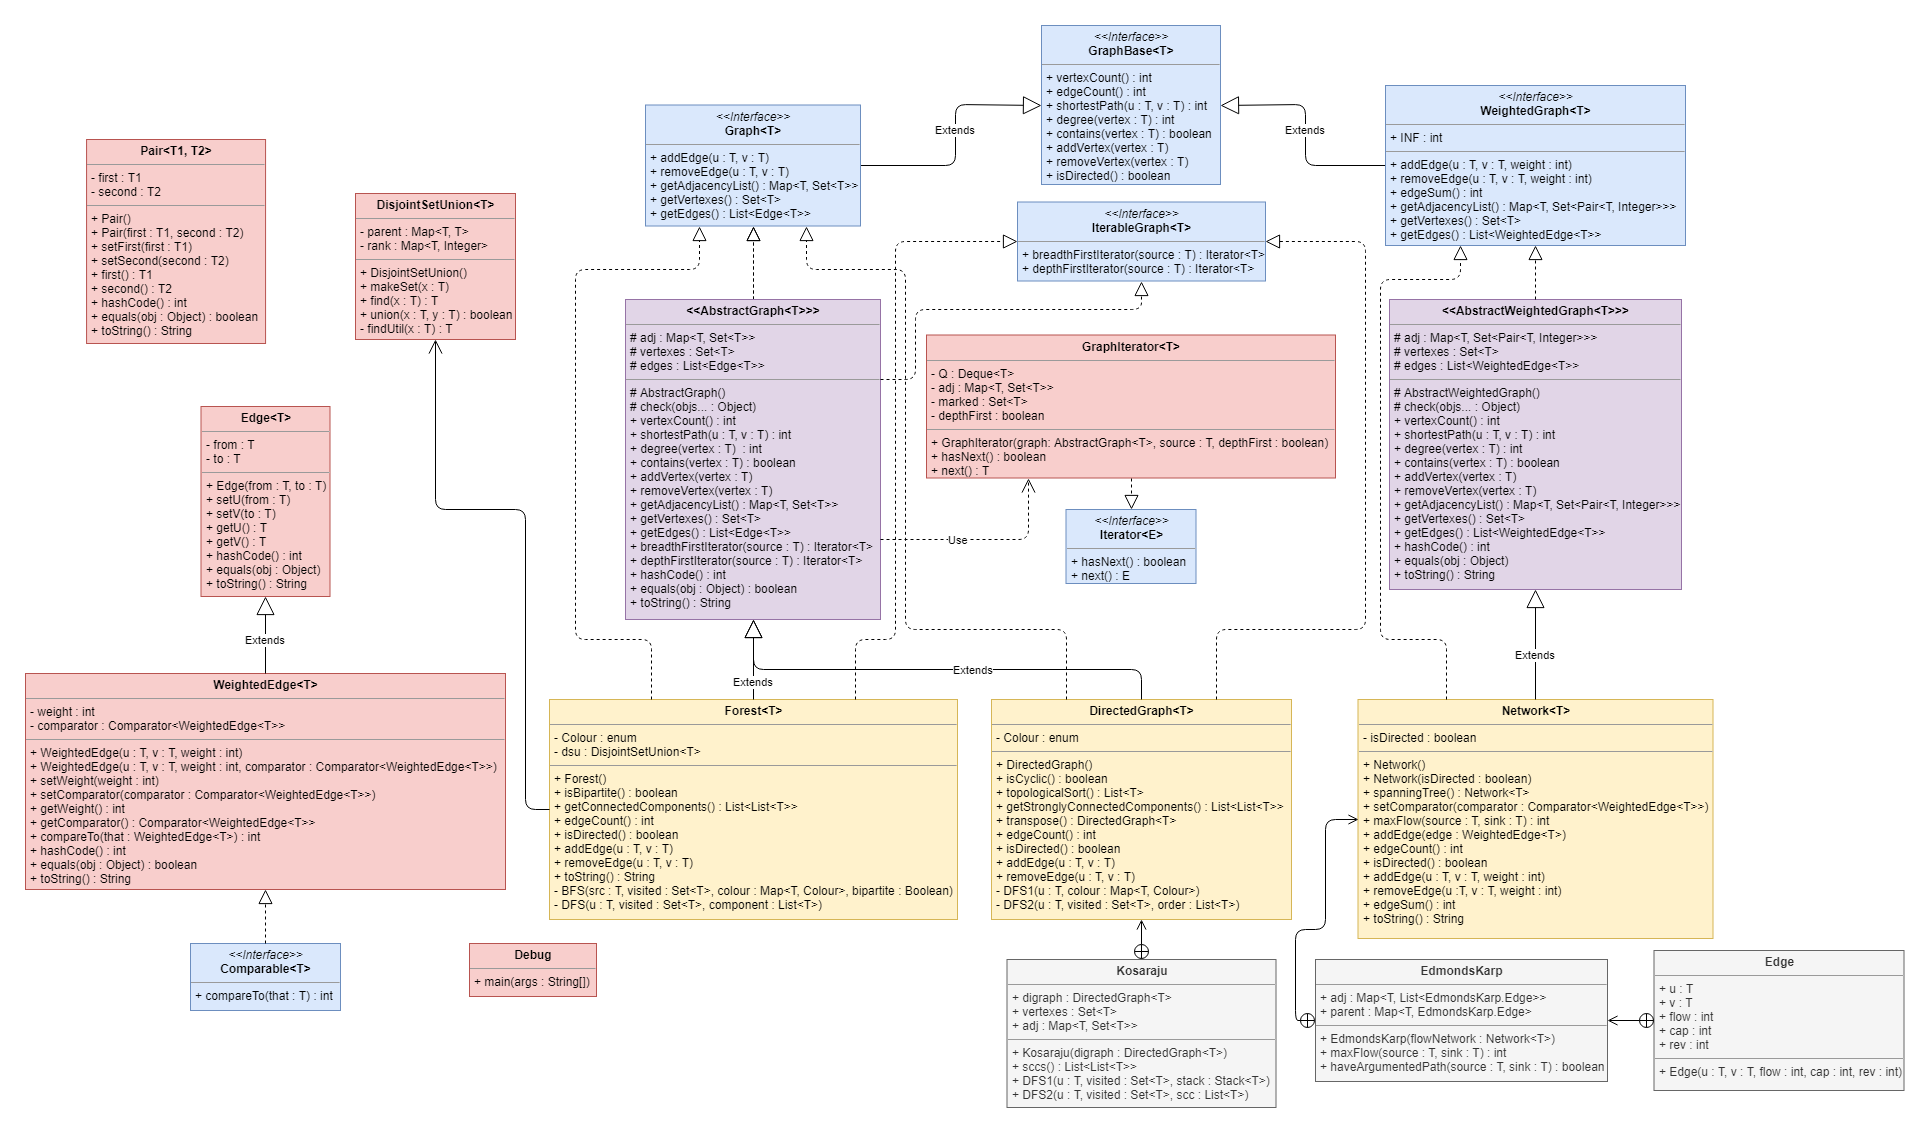 <<Interface>>
GraphBase<T>
+ vertexCount() : int
+ edgeCount() : int
+ shortestPath(u : T, v : T) : int
+ degree(vertex : T) : int
+ contains(vertex : T) : boolean
+ addVertex(vertex : T)
+ removeVertex(vertex : T)
+ isDirected() : boolean
<<Interface>>
Graph<T>
+ addEdge(u : T, v : T)
+ removeEdge(u : T, v : T)
+ getAdjacencyList() : Map<T, Set<T>>
+ getVertexes() : Set<T>
+ getEdges() : List<Edge<T>>
Extends
Extends
<<Interface>>
WeightedGraph<T>
+ INF : int
+ addEdge(u : T, v : T, weight : int)
+ removeEdge(u : T, v : T, weight : int)
+ edgeSum() : int
+ getAdjacencyList() : Map<T, Set<Pair<T, Integer>>>
+ getVertexes() : Set<T>
+ getEdges() : List<WeightedEdge<T>>
Pair<T1, T2>
- first : T1
- second : T2
+ Pair()
+ Pair(first : T1, second : T2)
+ setFirst(first : T1)
+ setSecond(second : T2)
+ first() : T1
+ second() : T2
+ hashCode() : int
+ equals(obj : Object) : boolean
+ toString() : String
DisjointSetUnion<T>
- parent : Map<T, T>
- rank : Map<T, Integer>
+ DisjointSetUnion()
+ makeSet(x : T)
+ find(x : T) : T
+ union(x : T, y : T) : boolean
- findUtil(x : T) : T
<<Interface>>
IterableGraph<T>
+ breadthFirstIterator(source : T) : Iterator<T>
+ depthFirstIterator(source : T) : Iterator<T>
<<AbstractGraph<T>>>
# adj : Map<T, Set<T>>
# vertexes : Set<T>
# edges : List<Edge<T>>
# AbstractGraph()
# check(objs... : Object)
+ vertexCount() : int
+ shortestPath(u : T, v : T) : int
+ degree(vertex : T)  : int
+ contains(vertex : T) : boolean
+ addVertex(vertex : T)
+ removeVertex(vertex : T)
+ getAdjacencyList() : Map<T, Set<T>>
+ getVertexes() : Set<T>
+ getEdges() : List<Edge<T>>
+ breadthFirstIterator(source : T) : Iterator<T>
+ depthFirstIterator(source : T) : Iterator<T>
+ hashCode() : int
+ equals(obj : Object) : boolean
+ toString() : String
GraphIterator<T>
- Q : Deque<T>
- adj : Map<T, Set<T>>
- marked : Set<T>
- depthFirst : boolean
+ GraphIterator(graph: AbstractGraph<T>, source : T, depthFirst : boolean)
+ hasNext() : boolean
+ next() : T
Use
<<Interface>>
Iterator<E>
+ hasNext() : boolean
+ next() : E
<<AbstractWeightedGraph<T>>>
# adj : Map<T, Set<Pair<T, Integer>>>
# vertexes : Set<T>
# edges : List<WeightedEdge<T>>
# AbstractWeightedGraph()
# check(objs... : Object)
+ vertexCount() : int
+ shortestPath(u : T, v : T) : int
+ degree(vertex : T) : int
+ contains(vertex : T) : boolean
+ addVertex(vertex : T)
+ removeVertex(vertex : T)
+ getAdjacencyList() : Map<T, Set<Pair<T, Integer>>>
+ getVertexes() : Set<T>
+ getEdges() : List<WeightedEdge<T>>
+ hashCode() : int
+ equals(obj : Object)
+ toString() : String
Edge<T>
- from : T
- to : T
+ Edge(from : T, to : T)
+ setU(from : T)
+ setV(to : T)
+ getU() : T
+ getV() : T
+ hashCode() : int
+ equals(obj : Object)
+ toString() : String
Extends
WeightedEdge<T>
- weight : int
- comparator : Comparator<WeightedEdge<T>>
+ WeightedEdge(u : T, v : T, weight : int)
+ WeightedEdge(u : T, v : T, weight : int, comparator : Comparator<WeightedEdge<T>>)
+ setWeight(weight : int)
+ setComparator(comparator : Comparator<WeightedEdge<T>>)
+ getWeight() : int
+ getComparator() : Comparator<WeightedEdge<T>>
+ compareTo(that : WeightedEdge<T>) : int
+ hashCode() : int
+ equals(obj : Object) : boolean
+ toString() : String
<<Interface>>
Comparable<T>
+ compareTo(that : T) : int
Debug
+ main(args : String[])
Extends
Extends
Extends
Forest<T>
- Colour : enum
- dsu : DisjointSetUnion<T>
+ Forest()
+ isBipartite() : boolean
+ getConnectedComponents() : List<List<T>>
+ edgeCount() : int
+ isDirected() : boolean
+ addEdge(u : T, v : T)
+ removeEdge(u : T, v : T)
+ toString() : String
- BFS(src : T, visited : Set<T>, colour : Map<T, Colour>, bipartite : Boolean)
- DFS(u : T, visited : Set<T>, component : List<T>)
DirectedGraph<T>
- Colour : enum
+ DirectedGraph()
+ isCyclic() : boolean
+ topologicalSort() : List<T>
+ getStronglyConnectedComponents() : List<List<T>>
+ transpose() : DirectedGraph<T>
+ edgeCount() : int
+ isDirected() : boolean
+ addEdge(u : T, v : T)
+ removeEdge(u : T, v : T)
- DFS1(u : T, colour : Map<T, Colour>)
- DFS2(u : T, visited : Set<T>, order : List<T>)
Network<T>
- isDirected : boolean
+ Network()
+ Network(isDirected : boolean)
+ spanningTree() : Network<T>
+ setComparator(comparator : Comparator<WeightedEdge<T>>)
+ maxFlow(source : T, sink : T) : int
+ addEdge(edge : WeightedEdge<T>)
+ edgeCount() : int
+ isDirected() : boolean
+ addEdge(u : T, v : T, weight : int)
+ removeEdge(u :T, v : T, weight : int)
+ edgeSum() : int
+ toString() : String
Kosaraju
+ digraph : DirectedGraph<T>
+ vertexes : Set<T>
+ adj : Map<T, Set<T>>
+ Kosaraju(digraph : DirectedGraph<T>)
+ sccs() : List<List<T>>
+ DFS1(u : T, visited : Set<T>, stack : Stack<T>)
+ DFS2(u : T, visited : Set<T>, scc : List<T>)
EdmondsKarp
+ adj : Map<T, List<EdmondsKarp.Edge>>
+ parent : Map<T, EdmondsKarp.Edge>
+ EdmondsKarp(flowNetwork : Network<T>)
+ maxFlow(source : T, sink : T) : int
+ haveArgumentedPath(source : T, sink : T) : boolean
Edge
+ u : T
+ v : T
+ flow : int
+ cap : int
+ rev : int
+ Edge(u : T, v : T, flow : int, cap : int, rev : int)